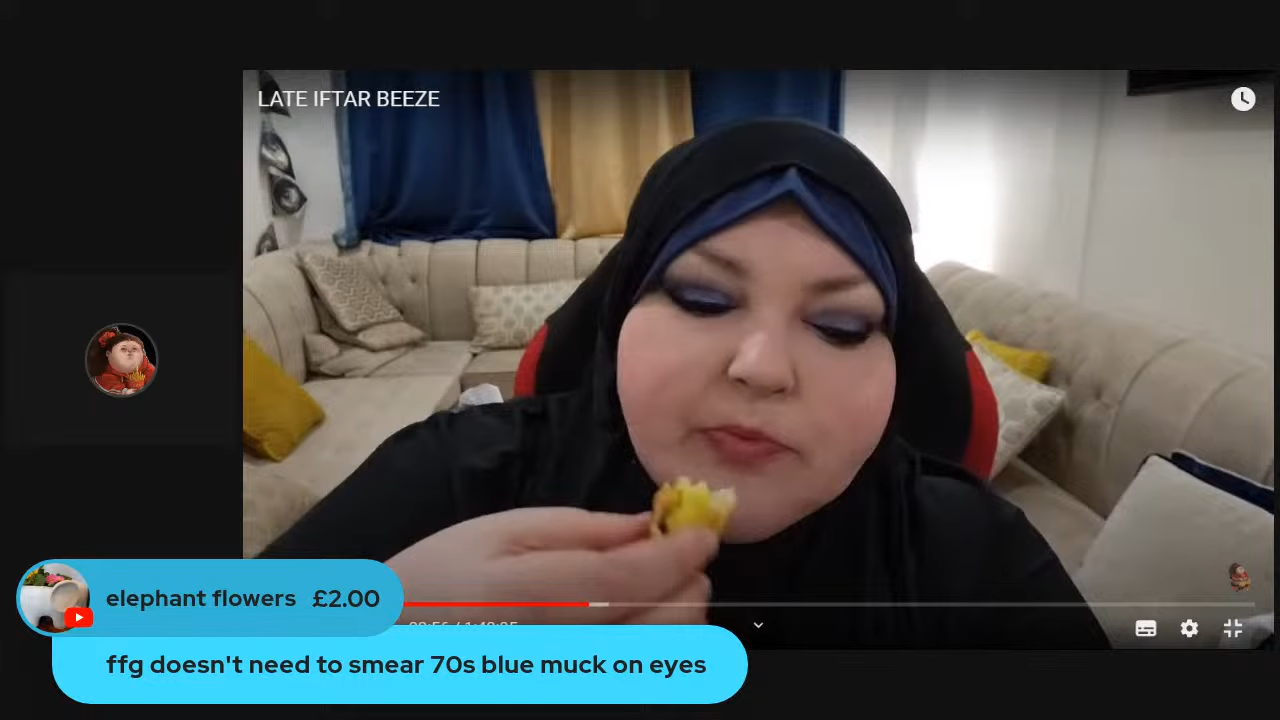 LATE IFTAR BEEZE
elephant flowers £2.00
ffg doesn't need to smear 70s blue muck on eyes